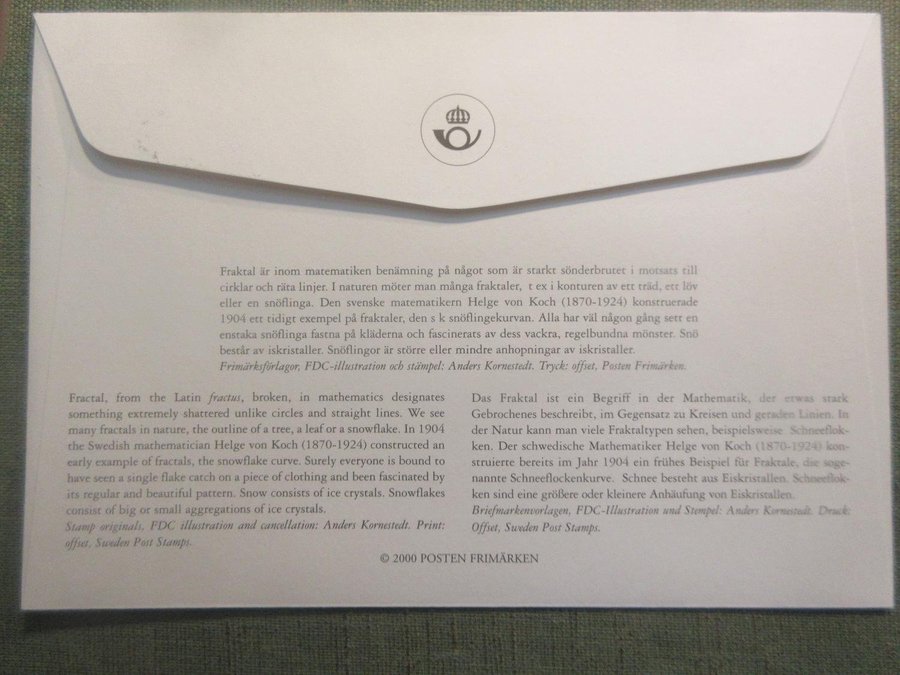 Fraktal är inom matematiken benämning på något som är starkt sönderbrutet i motsats till
cirklar och räta linjer. I naturen möter man många fraktaler, t ex i konturen av ett träd, ett löv
eller en snöflinga. Den svenske matematikern Helge von Koch (1870-1924) konstruerade
1904 ett tidigt exempel på fraktaler, den s k snöflingekurvan. Alla har väl någon gång sett en
enstaka snöflinga fastna på kläderna och fascinerats av dess vackra, regelbundna mönster. Snö
består av iskristaller. Snöflingor är större eller mindre anhopningar av iskristaller.
Frimärksförlagor, FDC-illustration och stämpel: Anders Kornestedt. Tryck: offset, Posten Frimärken.
Fractal, from the Latin fractus, broken, in mathematics designates
something extremely shattered unlike circles and straight lines. We see
many fractals in nature, the outline of a tree, a leaf or a snowflake. In 1904
the Swedish mathematician Helge von Koch (1870-1924) constructed an
early example of fractals, the snowflake curve. Surely everyone is bound to
have seen a single flake catch on a piece of clothing and been fascinated by
its regular and beautiful pattern. Snow consists of ice crystals. Snowflakes
consist of big or small aggregations of ice crystals.
Stamp originals, FDC illustration and cancellation: Anders Kornestedt. Print:
offset, Sweden Post Stamps.
Das Fraktal ist ein Begriff in der Mathematik, der etwas stark
Gebrochenes beschreibt, im Gegensatz zu Kreisen und geraden Linien. In
der Natur kann man viele Fraktaltypen sehen, beispielsweise Schneeflok-
ken. Der schwedische Mathematiker Helge von Koch (1870-1924) kon-
struierte bereits im Jahr 1904 ein frühes Beispiel für Fraktale, die soge-
nannte Schneeflockenkurve. Schnee besteht aus Eiskristallen. Schneeflok-
ken sind eine größere oder kleinere Anhäufung von Eiskristallen.
Briefmarkenvorlagen, FDC-Illustration und Stempel: Anders Kornestedt. Druck:
Offset, Sweden Post Stamps.
© 2000 POSTEN FRIMÄRKEN